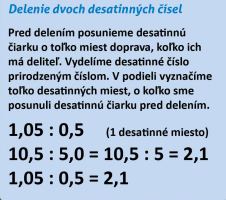 Delenie dvoch desatinných čísel
Pred delením posunieme desatinnú
čiarku o toľko miest doprava, koľko ich
má deliteľ. Vydelíme desatinné číslo
prirodzeným číslom. V podieli vyznačíme
toľko desatinných miest, o koľko sme
posunuli desatinnú čiarku pred delením.
1,05 : 0,5 (1 desatinné miesto)
10,5 : 5,0 = 10,5 : 5 = 2,1
1,05 : 0,5 = 2,1